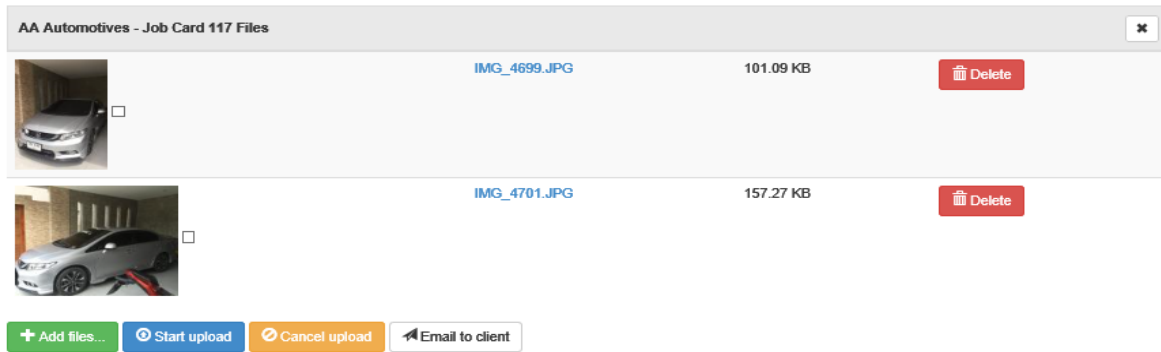 AA Automotives - Job Card 117 Files
IMG_4699.JPG 101.09 KB Delete
IMG_4701.JPG 157.27 KB Delete
Add files... Start upload Cancel upload Email to client